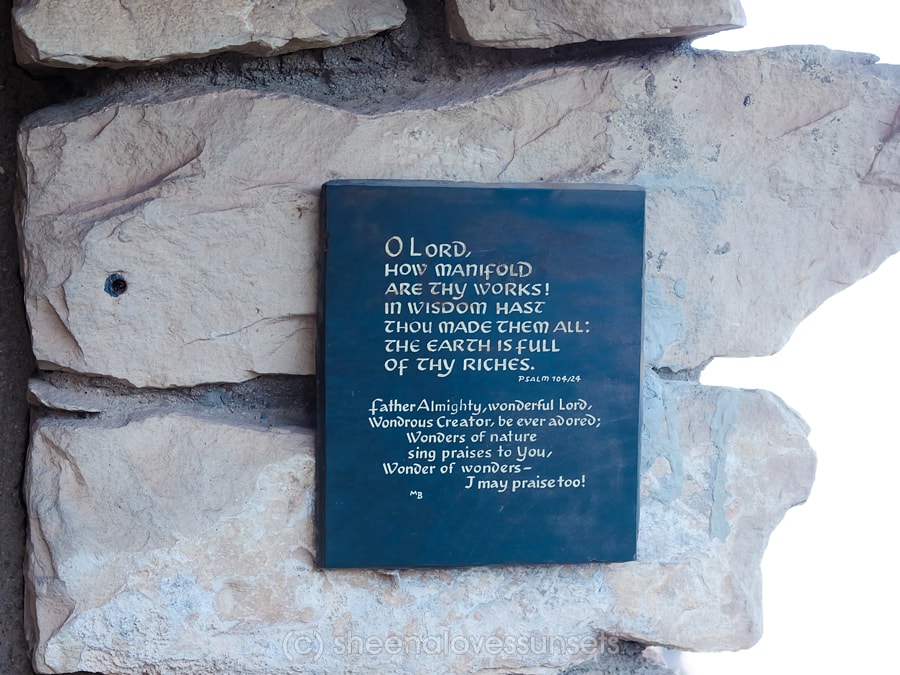 O LORD,
HOW MANIFOLD
ARE THY WORKS!
IN WISDOM HAST
THOU MADE THEM ALL:
THE EARTH IS FULL
OF THY RICHES.
PSALM 104/24
Father Almighty, wonderful Lord,
Wondrous Creator, be ever adored;
Wonders of nature
sing praises to You,
Wonder of wonders–
I may praise too!
MB
(c) sheenalovessunsets